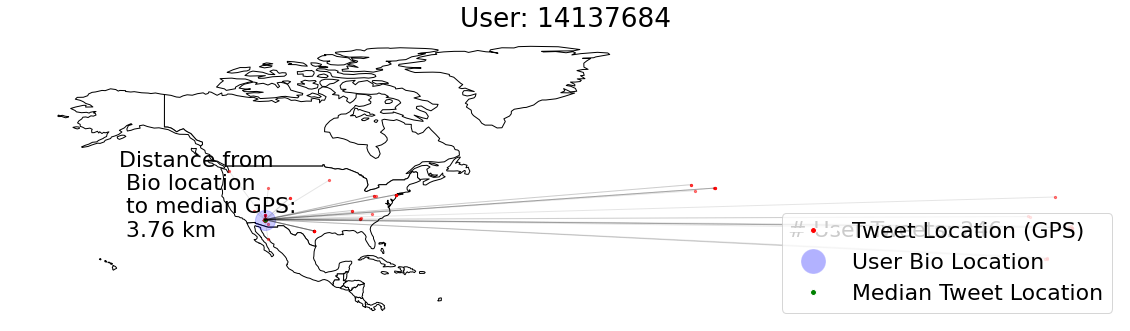 User: 14137684
Distance from
Bio location
to median GPS:
3.76 km
# User Tweets:
Tweet Location (GPS)
User Bio Location
Median Tweet Location